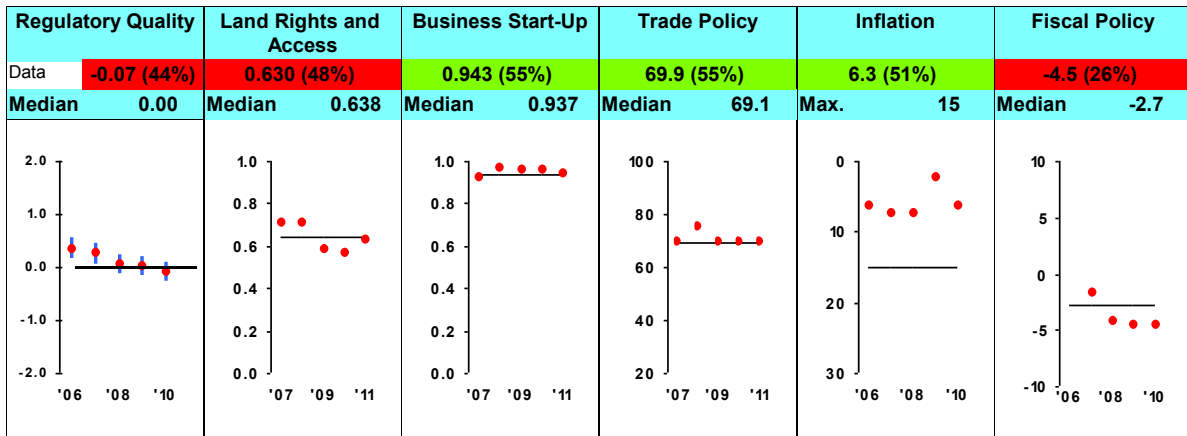 Regulatory Quality
Land Rights and
Access
Business Start-Up
Trade Policy
Inflation
Fiscal Policy
Data -0.07 (44%) 0.630 (48%) 0.943 (55%) 69.9 (55%) 6.3 (51%) -4.5 (26%)
Median 0.00 Median 0.638 Median 0.937 Median 69.1 Max. 15 Median -2.7
2.0
1.0
0.0
-1.0
-2.0
'06 '08 '10
1.0
0.8
0.6
0.4
0.2
0.0
'07 '09 '11
1.0
0.8
0.6
0.4
0.2
0.0
'07 '09 '11
100
80
60
40
20
'07 '09 '11
0
10
20
30
'06 '08 '10
10
5
0
-5
-10
'06 '08 '10